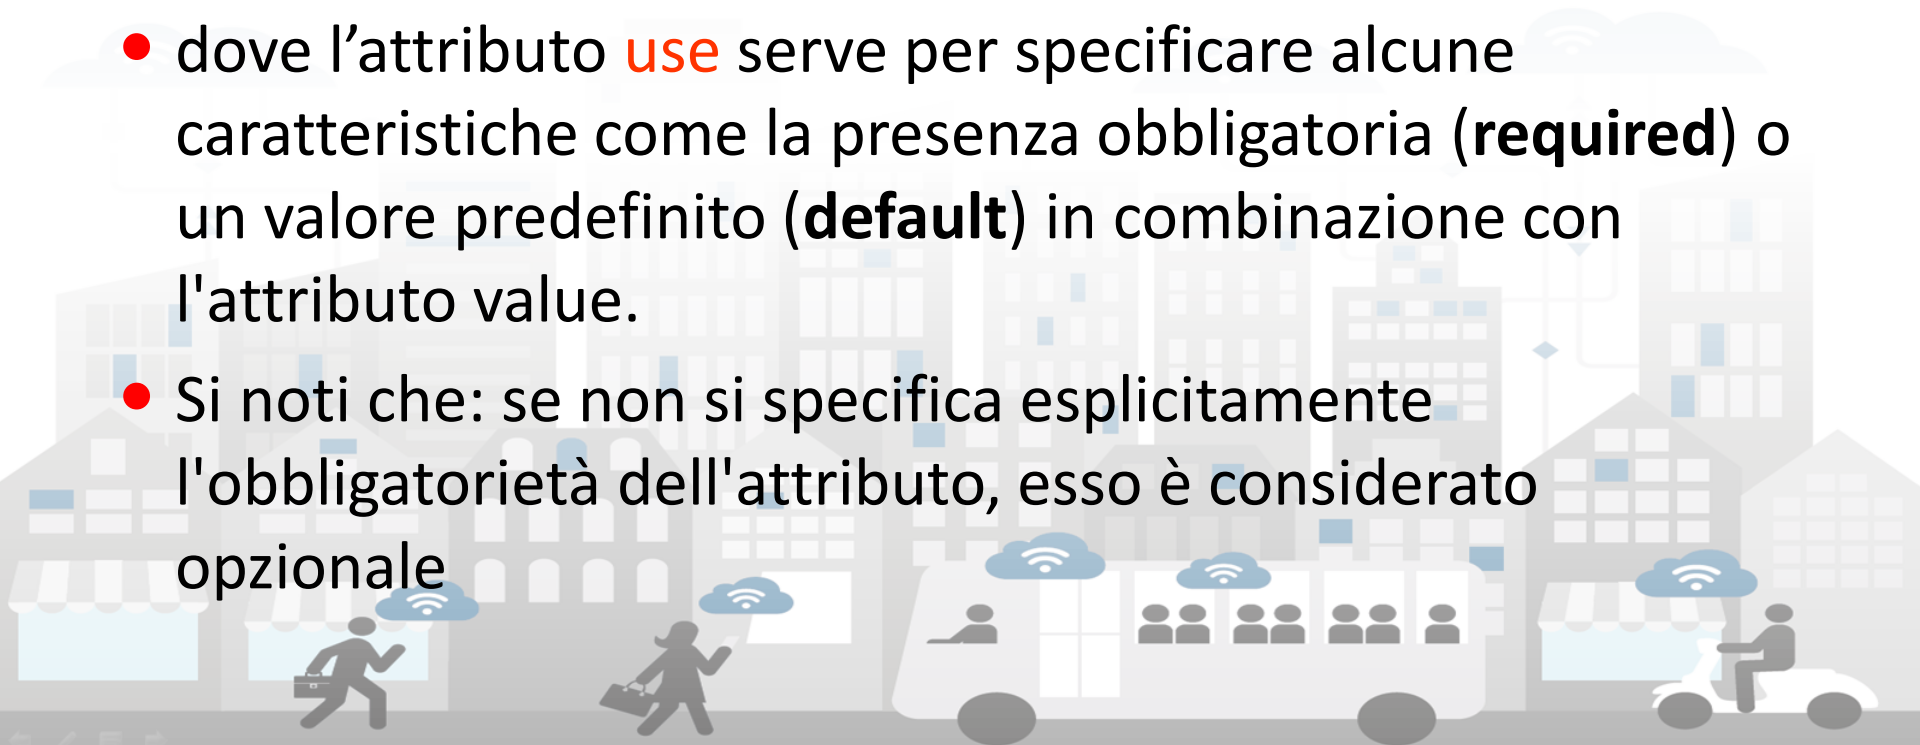 dove l’attributo use serve per specificare alcune
caratteristiche come la presenza obbligatoria (required) o
un valore predefinito (default) in combinazione con
l'attributo value.
Si noti che: se non si specifica esplicitamente
l'obbligatorietà dell'attributo, esso è considerato
opzionale